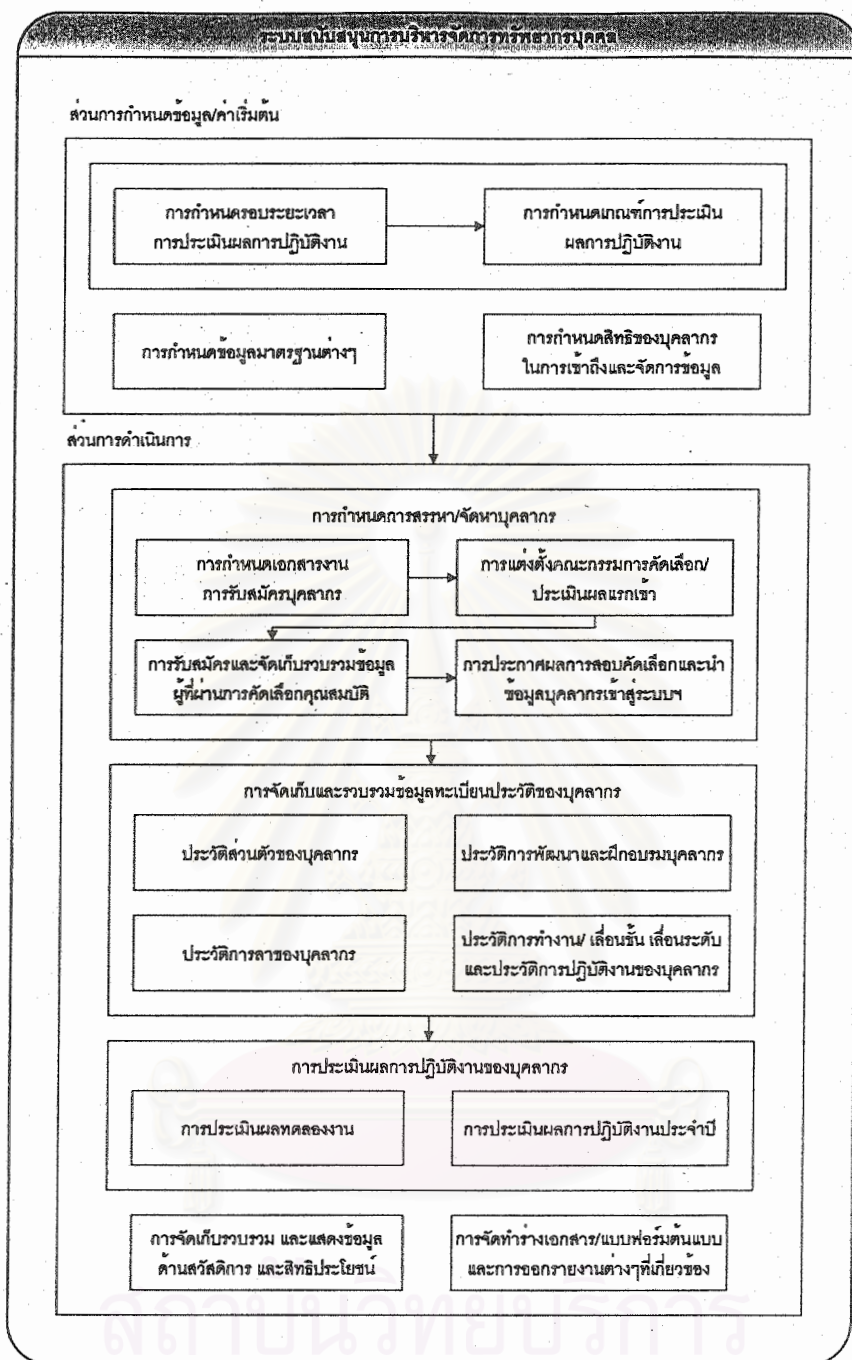 ระบบสนับสนุนการบริหารจัดการทรัพยากรบุคคล
ส่วนการกำหนดข้อมูล/ค่าเริ่มต้น
การกำหนดรอบระยะเวลา
การประเมินผลการปฏิบัติงาน
การกำหนดเกณฑ์การประเมิน
ผลการปฏิบัติงาน
การกำหนดข้อมูลมาตรฐานต่างๆ
การกำหนดสิทธิของบุคลากร
ในการเข้าถึงและจัดการข้อมูล
ส่วนการดำเนินการ
การกำหนดการสรรหา/จัดหาบุคลากร
การกำหนดเอกสารงาน
การรับสมัครบุคลากร
การแต่งตั้งคณะกรรมการคัดเลือก/
ประเมินผลแรกเข้า
การรับสมัครและจัดเก็บรวบรวมข้อมูล
ผู้ที่ผ่านการคัดเลือกคุณสมบัติ
การประกาศผลการสอบคัดเลือกและนำ
ข้อมูลบุคลากรเข้าสู่ระบบฯ
การจัดเก็บและรวบรวมข้อมูลทะเบียนประวัติของบุคลากร
ประวัติส่วนตัวของบุคลากร
ประวัติการพัฒนาและฝึกอบรมบุคลากร
ประวัติการลาของบุคลากร
ประวัติการทำงาน/ เลื่อนขั้น เลื่อนระดับ
และประวัติการปฏิบัติงานของบุคลากร
การประเมินผลการปฏิบัติงานของบุคลากร
การประเมินผลทดลองงาน
การประเมินผลการปฏิบัติงานประจำปี
การจัดเก็บรวบรวม และแสดงข้อมูล
ด้านสวัสดิการ และสิทธิประโยชน์
การจัดทำร่างเอกสาร/แบบฟอร์มต้นแบบ
และการออกรายงานต่างๆที่เกี่ยวข้อง
สถาบันวิทยบริการ